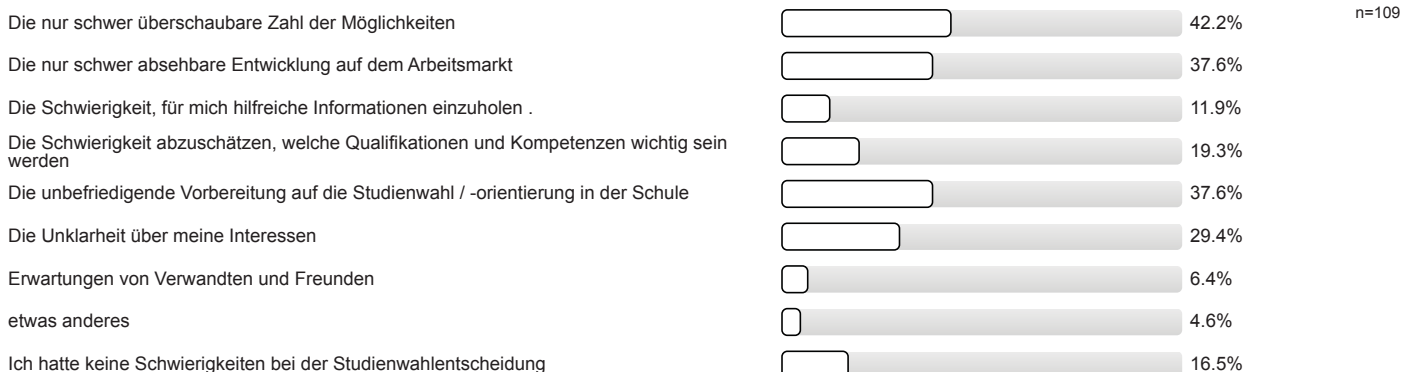 Die nur schwer überschaubare Zahl der Möglichkeiten 42.2% n=109
Die nur schwer absehbare Entwicklung auf dem Arbeitsmarkt 37.6%
Die Schwierigkeit, für mich hilfreiche Informationen einzuholen . 11.9%
Die Schwierigkeit abzuschätzen, welche Qualifikationen und Kompetenzen wichtig sein
werden 19.3%
Die unbefriedigende Vorbereitung auf die Studienwahl / -orientierung in der Schule 37.6%
Die Unklarheit über meine Interessen 29.4%
Erwartungen von Verwandten und Freunden 6.4%
etwas anderes 4.6%
Ich hatte keine Schwierigkeiten bei der Studienwahlentscheidung 16.5%